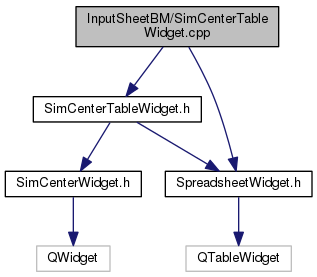 InputSheetBM/SimCenterTable
Widget.cpp
SimCenterTableWidget.h
SimCenterWidget.h
SpreadsheetWidget.h
QWidget
QTableWidget